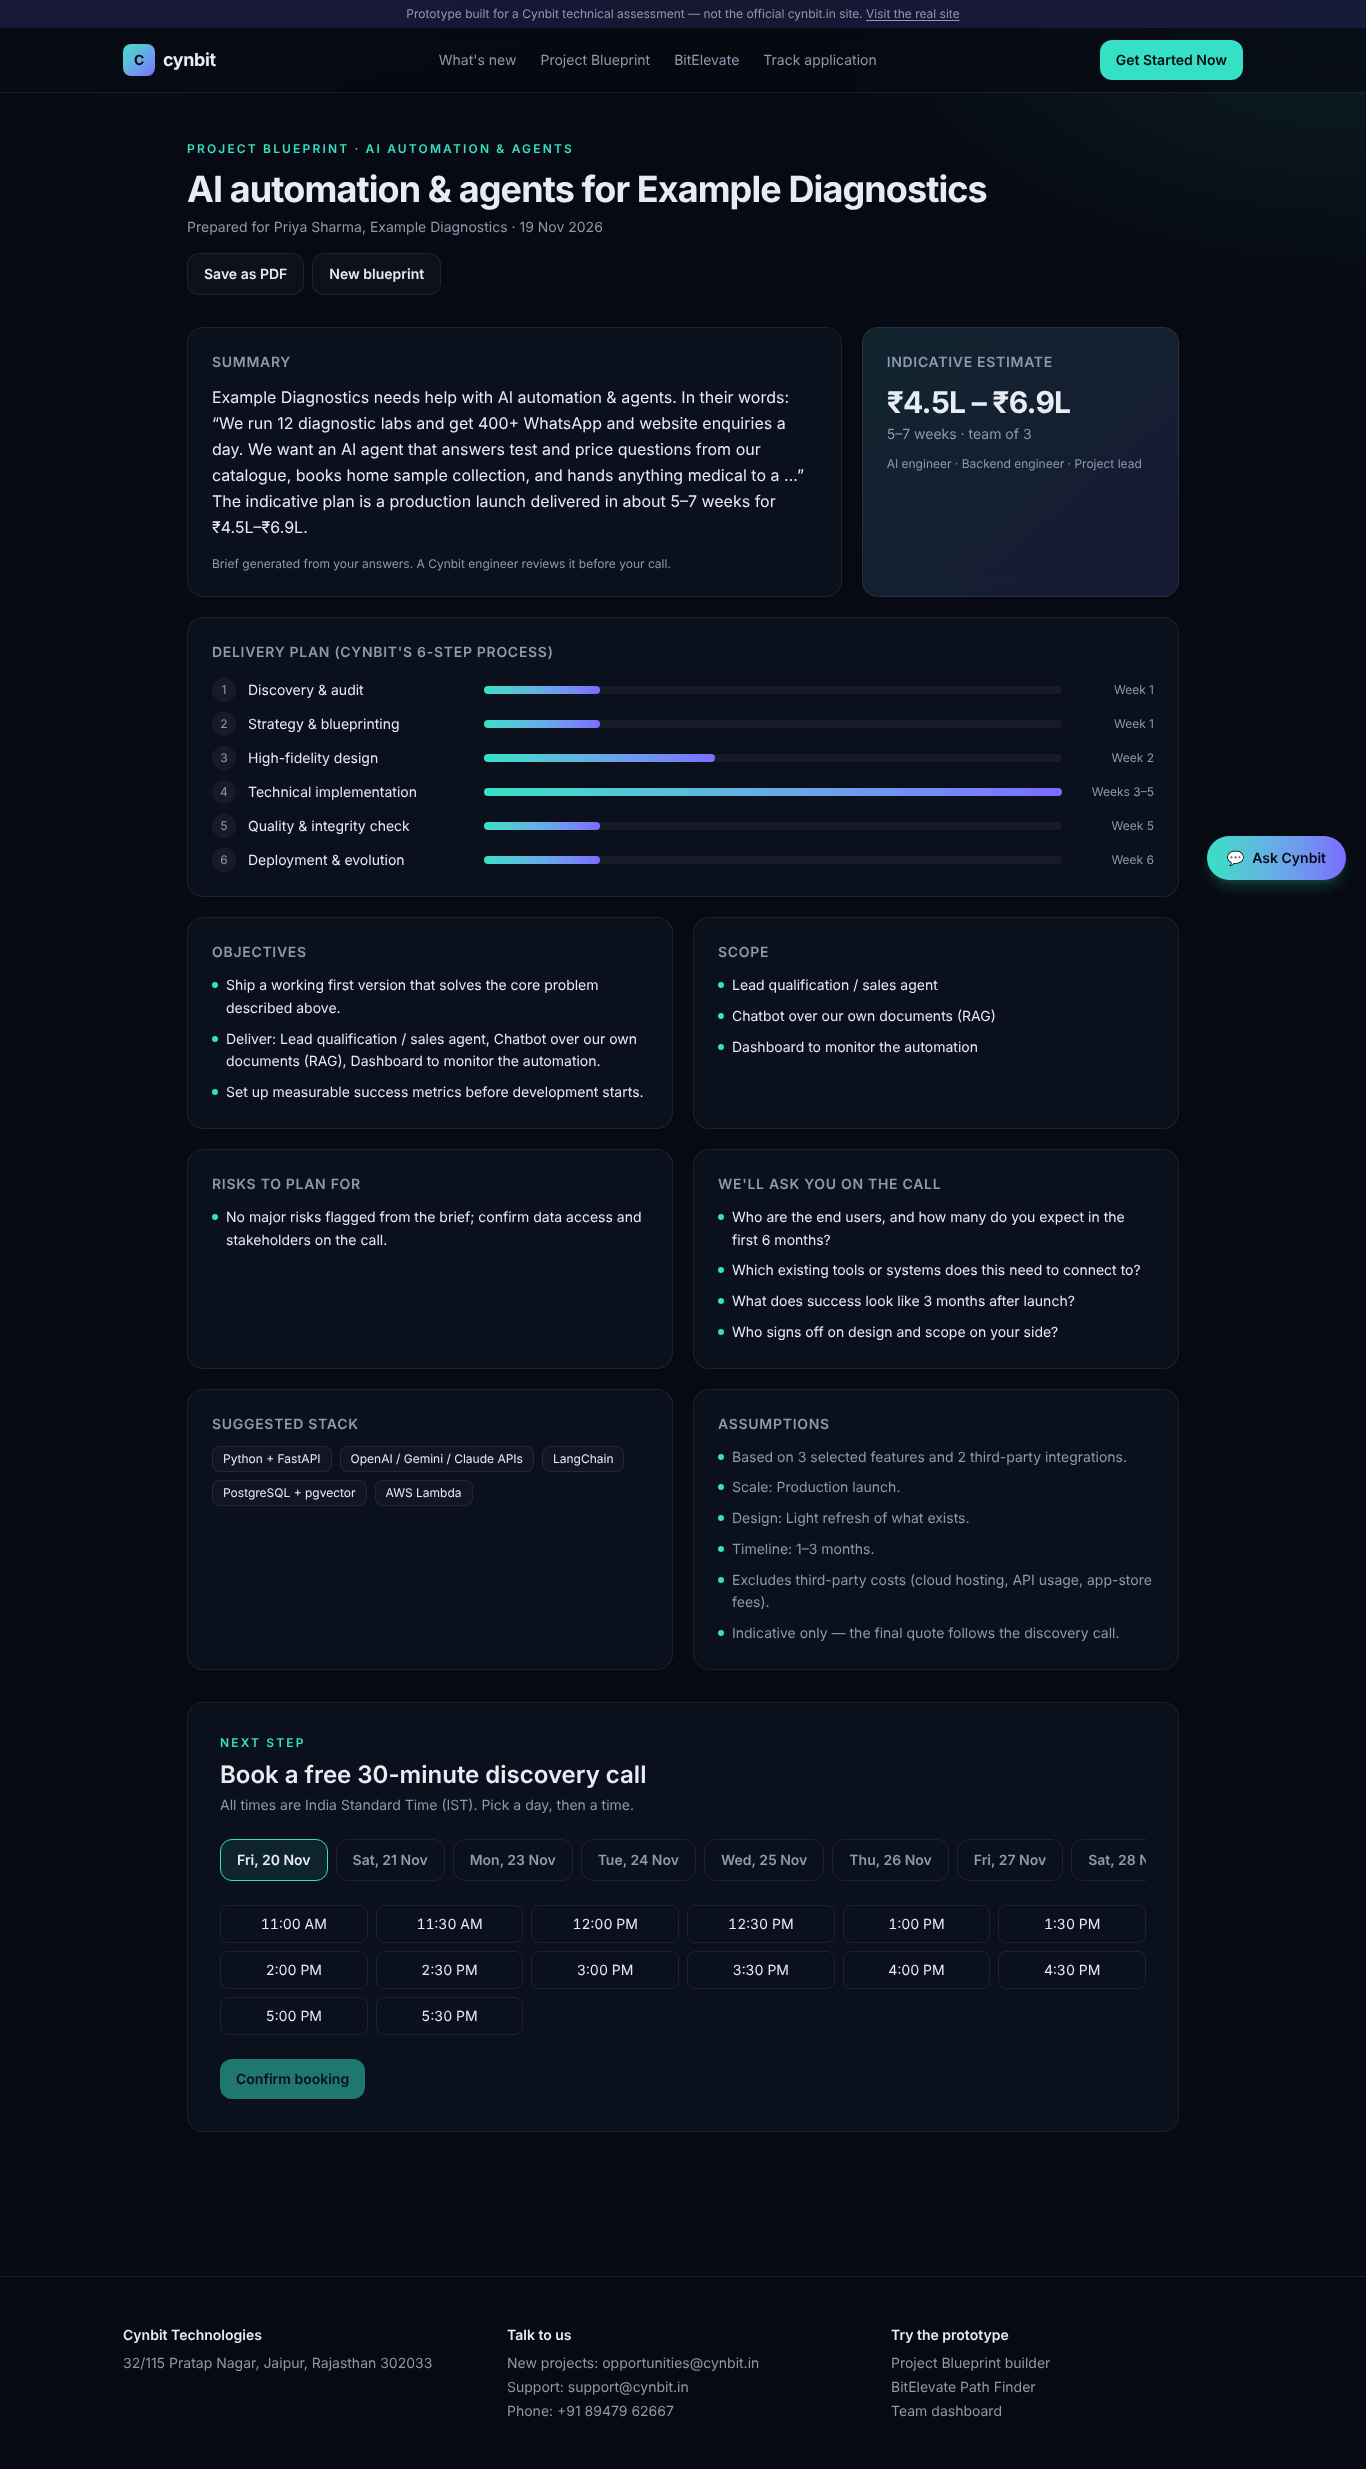 Prototype built for a Cynbit technical assessment — not the official cynbit.in site. Visit the real site
C cynbit
What's new
Project Blueprint
BitElevate
Track application
Get Started Now
PROJECT BLUEPRINT · AI AUTOMATION & AGENTS
AI automation & agents for Example Diagnostics
Prepared for Priya Sharma, Example Diagnostics · 19 Nov 2026
Save as PDF
New blueprint
SUMMARY
Example Diagnostics needs help with AI automation & agents. In their words:
“We run 12 diagnostic labs and get 400+ WhatsApp and website enquiries a
day. We want an AI agent that answers test and price questions from our
catalogue, books home sample collection, and hands anything medical to a ...”
The indicative plan is a production launch delivered in about 5–7 weeks for
₹4.5L–₹6.9L.
Brief generated from your answers. A Cynbit engineer reviews it before your call.
INDICATIVE ESTIMATE
₹4.5L – ₹6.9L
5–7 weeks · team of 3
AI engineer · Backend engineer · Project lead
DELIVERY PLAN (CYNBIT'S 6-STEP PROCESS)
1 Discovery & audit Week 1
2 Strategy & blueprinting Week 1
3 High-fidelity design Week 2
4 Technical implementation Weeks 3–5
5 Quality & integrity check Week 5
6 Deployment & evolution Week 6
💬 Ask Cynbit
OBJECTIVES
Ship a working first version that solves the core problem
described above.
Deliver: Lead qualification / sales agent, Chatbot over our own
documents (RAG), Dashboard to monitor the automation.
Set up measurable success metrics before development starts.
SCOPE
Lead qualification / sales agent
Chatbot over our own documents (RAG)
Dashboard to monitor the automation
RISKS TO PLAN FOR
No major risks flagged from the brief; confirm data access and
stakeholders on the call.
WE'LL ASK YOU ON THE CALL
Who are the end users, and how many do you expect in the
first 6 months?
Which existing tools or systems does this need to connect to?
What does success look like 3 months after launch?
Who signs off on design and scope on your side?
SUGGESTED STACK
Python + FastAPI
OpenAI / Gemini / Claude APIs
LangChain
PostgreSQL + pgvector
AWS Lambda
ASSUMPTIONS
Based on 3 selected features and 2 third-party integrations.
Scale: Production launch.
Design: Light refresh of what exists.
Timeline: 1–3 months.
Excludes third-party costs (cloud hosting, API usage, app-store
fees).
Indicative only — the final quote follows the discovery call.
NEXT STEP
Book a free 30-minute discovery call
All times are India Standard Time (IST). Pick a day, then a time.
Fri, 20 Nov
Sat, 21 Nov
Mon, 23 Nov
Tue, 24 Nov
Wed, 25 Nov
Thu, 26 Nov
Fri, 27 Nov
Sat, 28 N
11:00 AM
11:30 AM
12:00 PM
12:30 PM
1:00 PM
1:30 PM
2:00 PM
2:30 PM
3:00 PM
3:30 PM
4:00 PM
4:30 PM
5:00 PM
5:30 PM
Confirm booking
Cynbit Technologies
32/115 Pratap Nagar, Jaipur, Rajasthan 302033
Talk to us
New projects: opportunities@cynbit.in
Support: support@cynbit.in
Phone: +91 89479 62667
Try the prototype
Project Blueprint builder
BitElevate Path Finder
Team dashboard